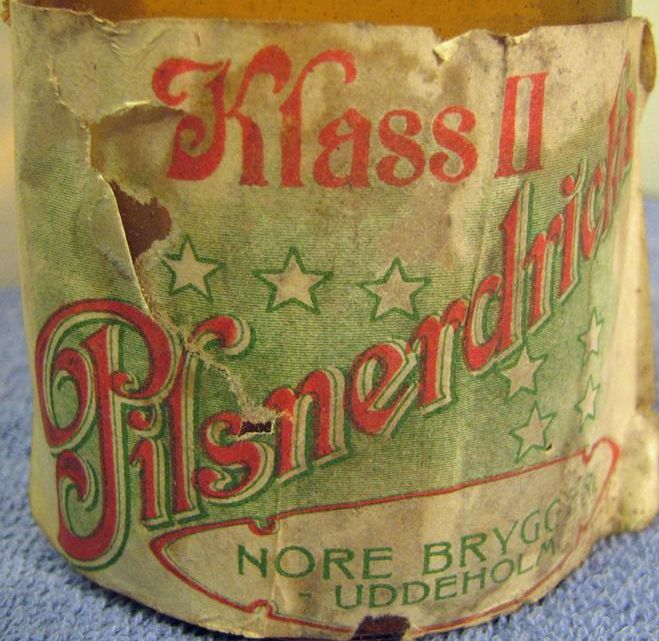 Klass II
Pilsnerdricka
NORE BRYGGERI
- UDDEHOLM